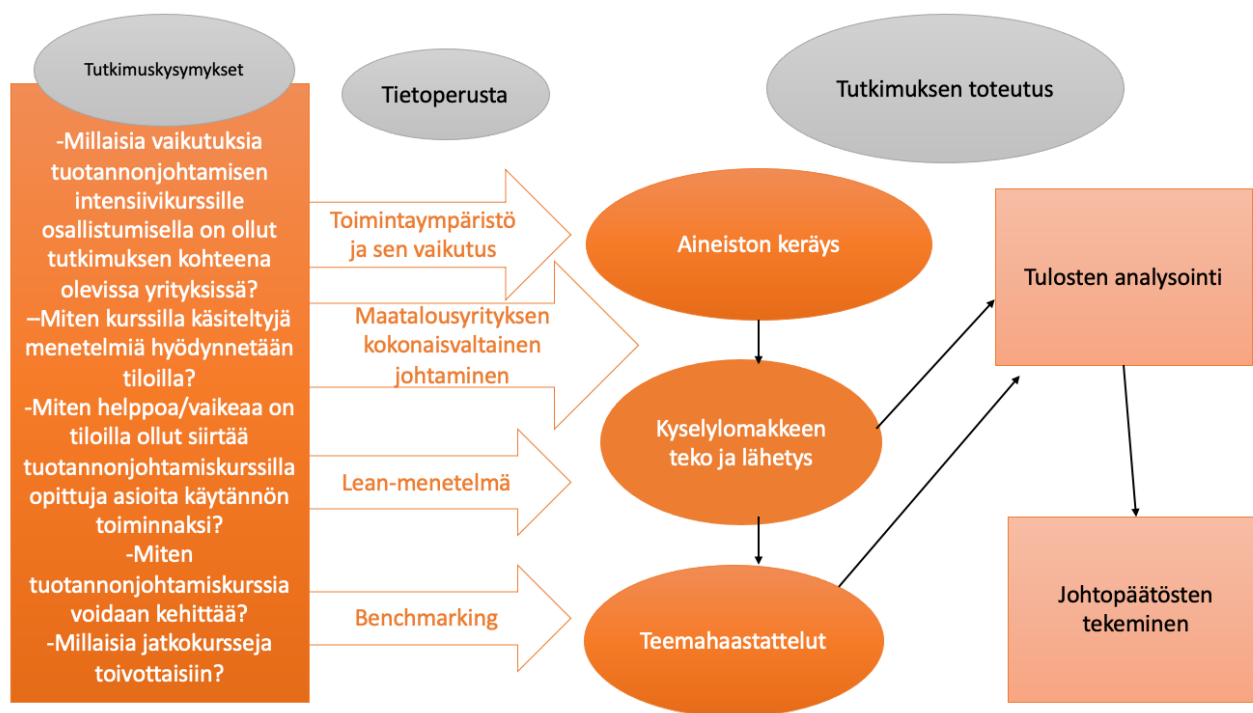 Tutkimuskysymykset
-Millaisia vaikutuksia
tuotannonjohtamisen
intensiivikurssille
osallistumisella on ollut
tutkimuksen kohteena
olevissa yrityksissä?
–Miten kurssilla käsiteltyjä
menetelmiä hyödynnetään
tiloilla?
-Miten helppoa/vaikeaa on
tiloilla ollut siirtää
tuotannonjohtamiskurssilla
opittuja asioita käytännön
toiminnaksi?
-Miten
tuotannonjohtamiskurssia
voidaan kehittää?
-Millaisia jatkokursseja
toivottaisiin?
Tietoperusta
Toimintaympäristö
ja sen vaikutus
Maatalousyrityksen
kokonaisvaltainen
johtaminen
Lean-menetelmä
Benchmarking
Tutkimuksen toteutus
Aineiston keräys
Kyselylomakkeen
teko ja lähetys
Teemahaastattelut
Tulosten analysointi
Johtopäätösten
tekeminen